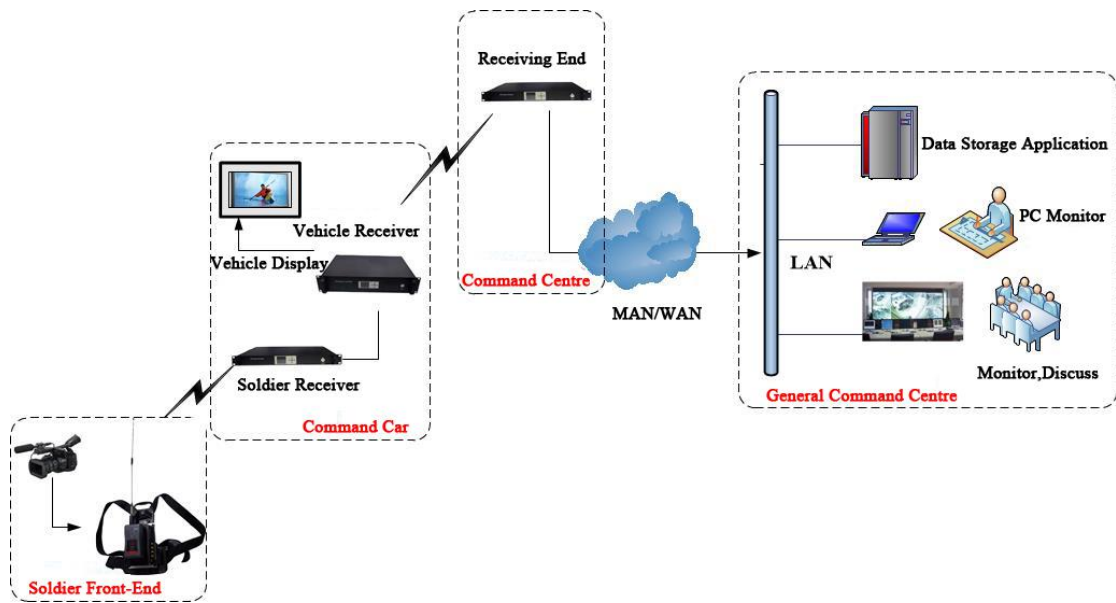 Receiving End
Command Centre
Vehicle Receiver
Vehicle Display
Soldier Receiver
Command Car
Soldier Front-End
MAN/WAN
LAN
Data Storage Application
PC Monitor
Monitor,Discuss
General Command Centre